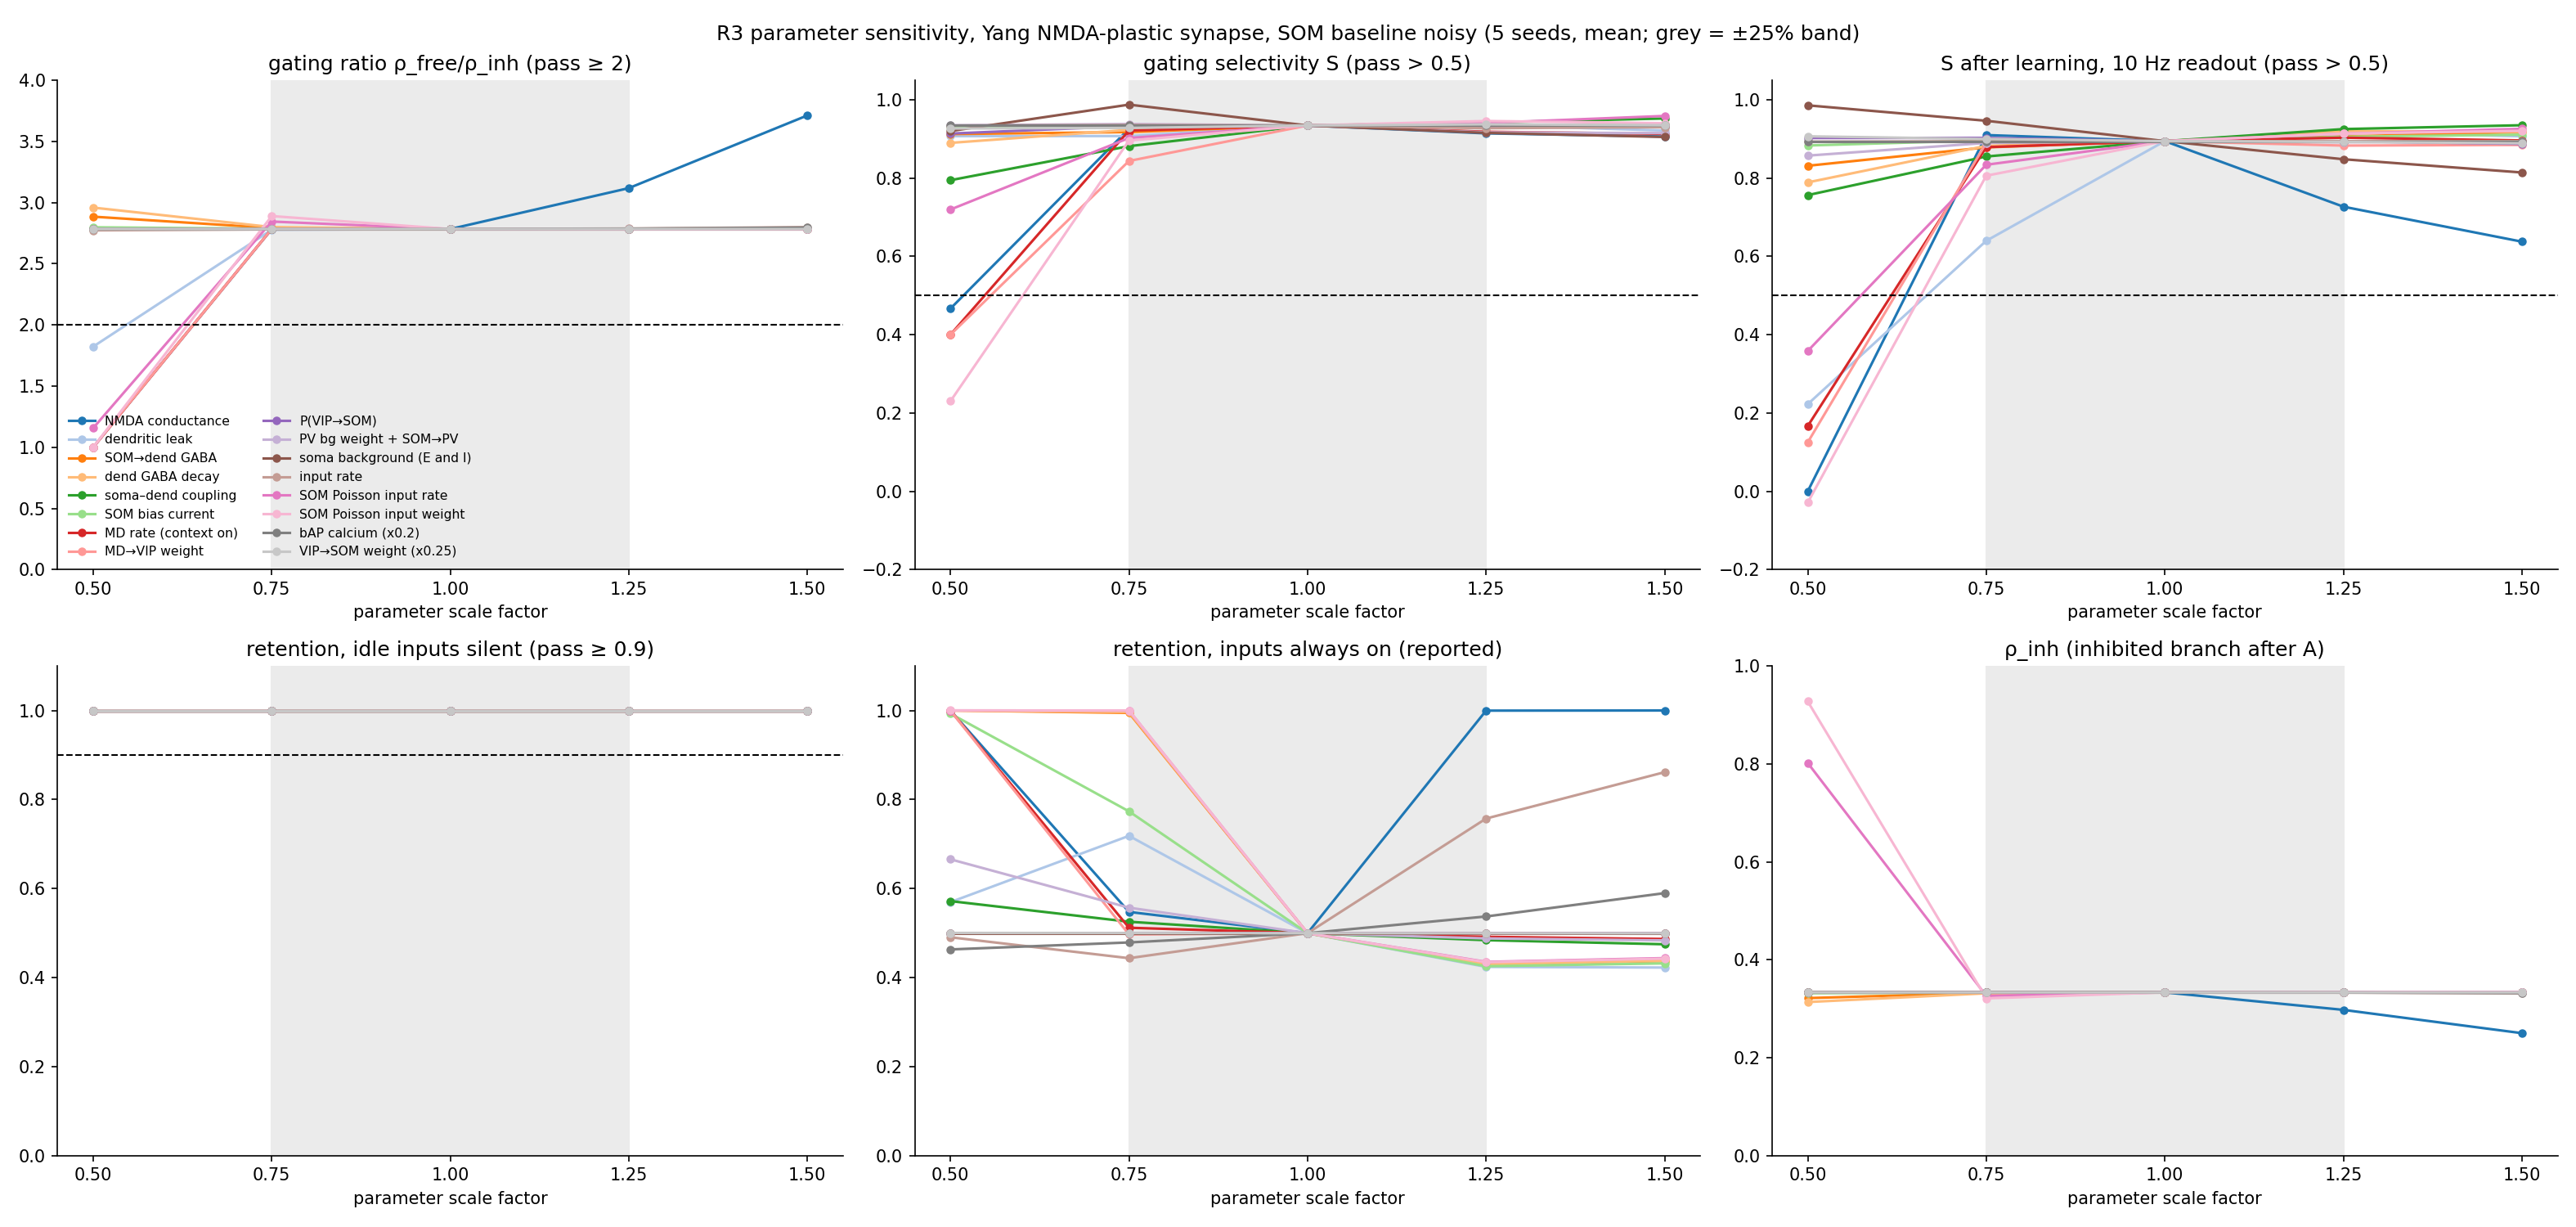 R3 parameter sensitivity, Yang NMDA-plastic synapse, SOM baseline noisy (5 seeds, mean; grey = ±25% band)
gating ratio ρ_free/ρ_inh (pass ≥ 2)
4.0
3.5
3.0
2.5
2.0
1.5
1.0
0.5
0.0
NMDA conductance
dendritic leak
SOM→dend GABA
dend GABA decay
soma–dend coupling
SOM bias current
MD rate (context on)
MD→VIP weight
P(VIP→SOM)
PV bg weight + SOM→PV
soma background (E and I)
input rate
SOM Poisson input rate
SOM Poisson input weight
bAP calcium (x0.2)
VIP→SOM weight (x0.25)
0.50 0.75 1.00 1.25 1.50
parameter scale factor
gating selectivity S (pass > 0.5)
1.0
0.8
0.6
0.4
0.2
0.0
−0.2
0.50 0.75 1.00 1.25 1.50
parameter scale factor
S after learning, 10 Hz readout (pass > 0.5)
1.0
0.8
0.6
0.4
0.2
0.0
−0.2
0.50 0.75 1.00 1.25 1.50
parameter scale factor
retention, idle inputs silent (pass ≥ 0.9)
1.0
0.8
0.6
0.4
0.2
0.0
0.50 0.75 1.00 1.25 1.50
parameter scale factor
retention, inputs always on (reported)
1.0
0.8
0.6
0.4
0.2
0.0
0.50 0.75 1.00 1.25 1.50
parameter scale factor
ρ_inh (inhibited branch after A)
1.0
0.8
0.6
0.4
0.2
0.0
0.50 0.75 1.00 1.25 1.50
parameter scale factor